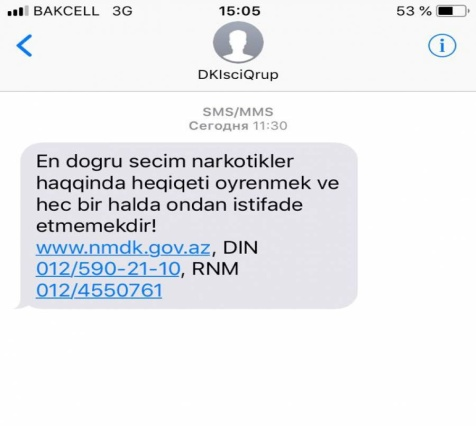 BAKCELL 3G 15:05 53 %
DKIsciQrup
SMS/MMS
Сегодня 11:30
En dogru secim narkotikler
haqqinda heqiqeti oyrenmek ve
hec bir halda ondan istifade
etmemekdir!
www.nmdk.gov.az, DIN
012/590-21-10, RNM
012/4550761